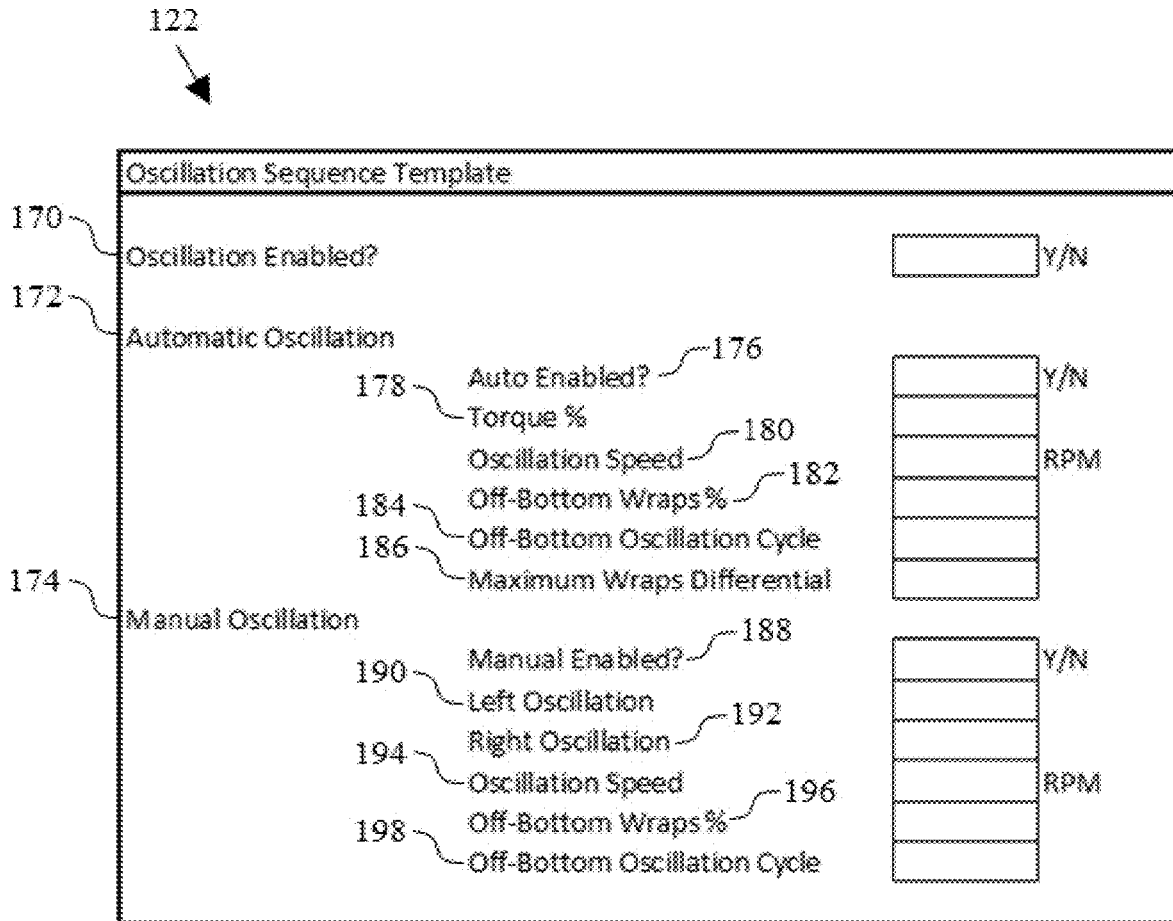 122
Oscillation Sequence Template
170
Oscillation Enabled? Y/N
172
Automatic Oscillation
176
Auto Enabled? Y/N
178
Torque %
180
Oscillation Speed RPM
182
Off-Bottom Wraps%
184
Off-Bottom Oscillation Cycle
186
Maximum Wraps Differential
174
Manual Oscillation
188
Manual Enabled? Y/N
190
Left Oscillation
192
Right Oscillation
194
Oscillation Speed RPM
196
Off-Bottom Wraps%
198
Off-Bottom Oscillation Cycle